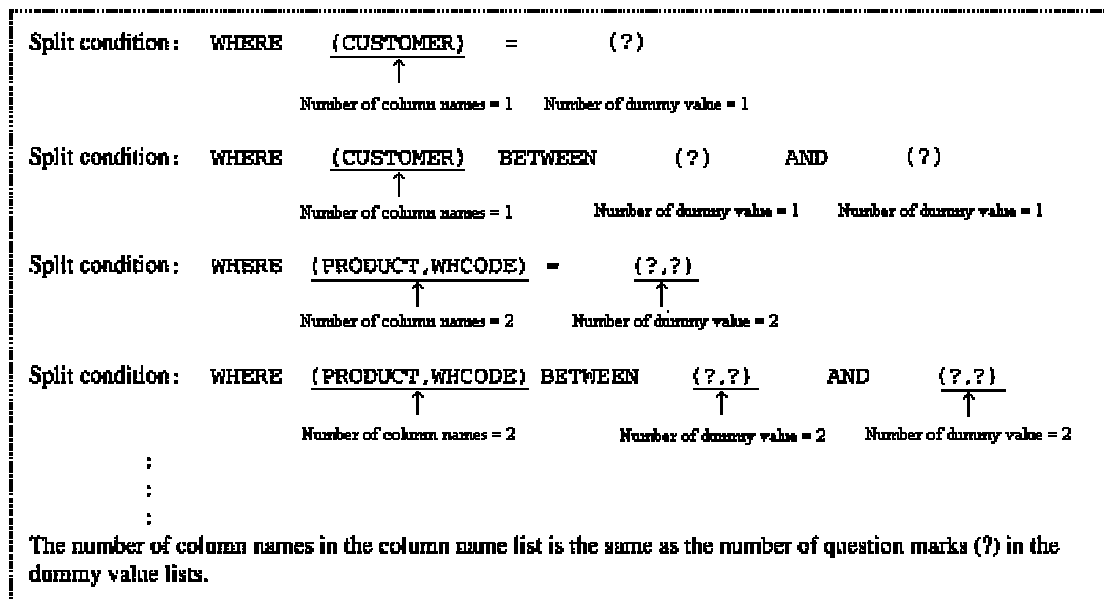 Split condition: WHERE (CUSTOMER) = (?)
Number of column names = 1 Number of dummy value = 1
Split condition: WHERE (CUSTOMER) BETWEEN (?) AND (?)
Number of column names = 1 Number of dummy value = 1 Number of dummy value = 1
Split condition: WHERE (PRODUCT,WHCODE) = (?,?)
Number of column names = 2 Number of dummy value = 2
Split condition: WHERE (PRODUCT,WHCODE) BETWEEN (?,?) AND (?,?)
Number of column names = 2 Number of dummy value = 2 Number of dummy value = 2
:
:
:
The number of column names in the column name list is the same as the number of question marks (?) in the
dummy value lists.